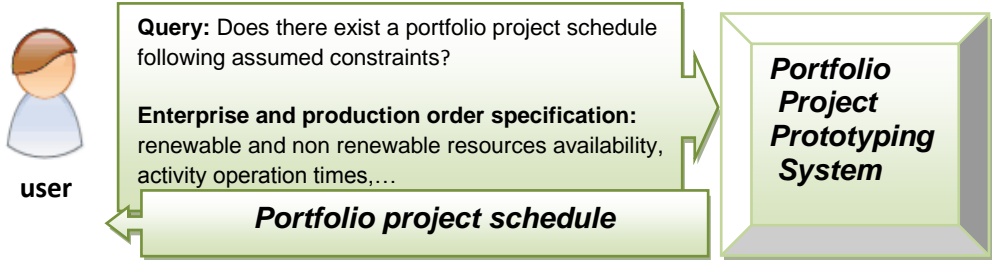 Query: Does there exist a portfolio project schedule
following assumed constraints?
Enterprise and production order specification:
renewable and non renewable resources availability,
activity operation times,…
user
Portfolio project schedule
Portfolio
Project
Prototyping
System